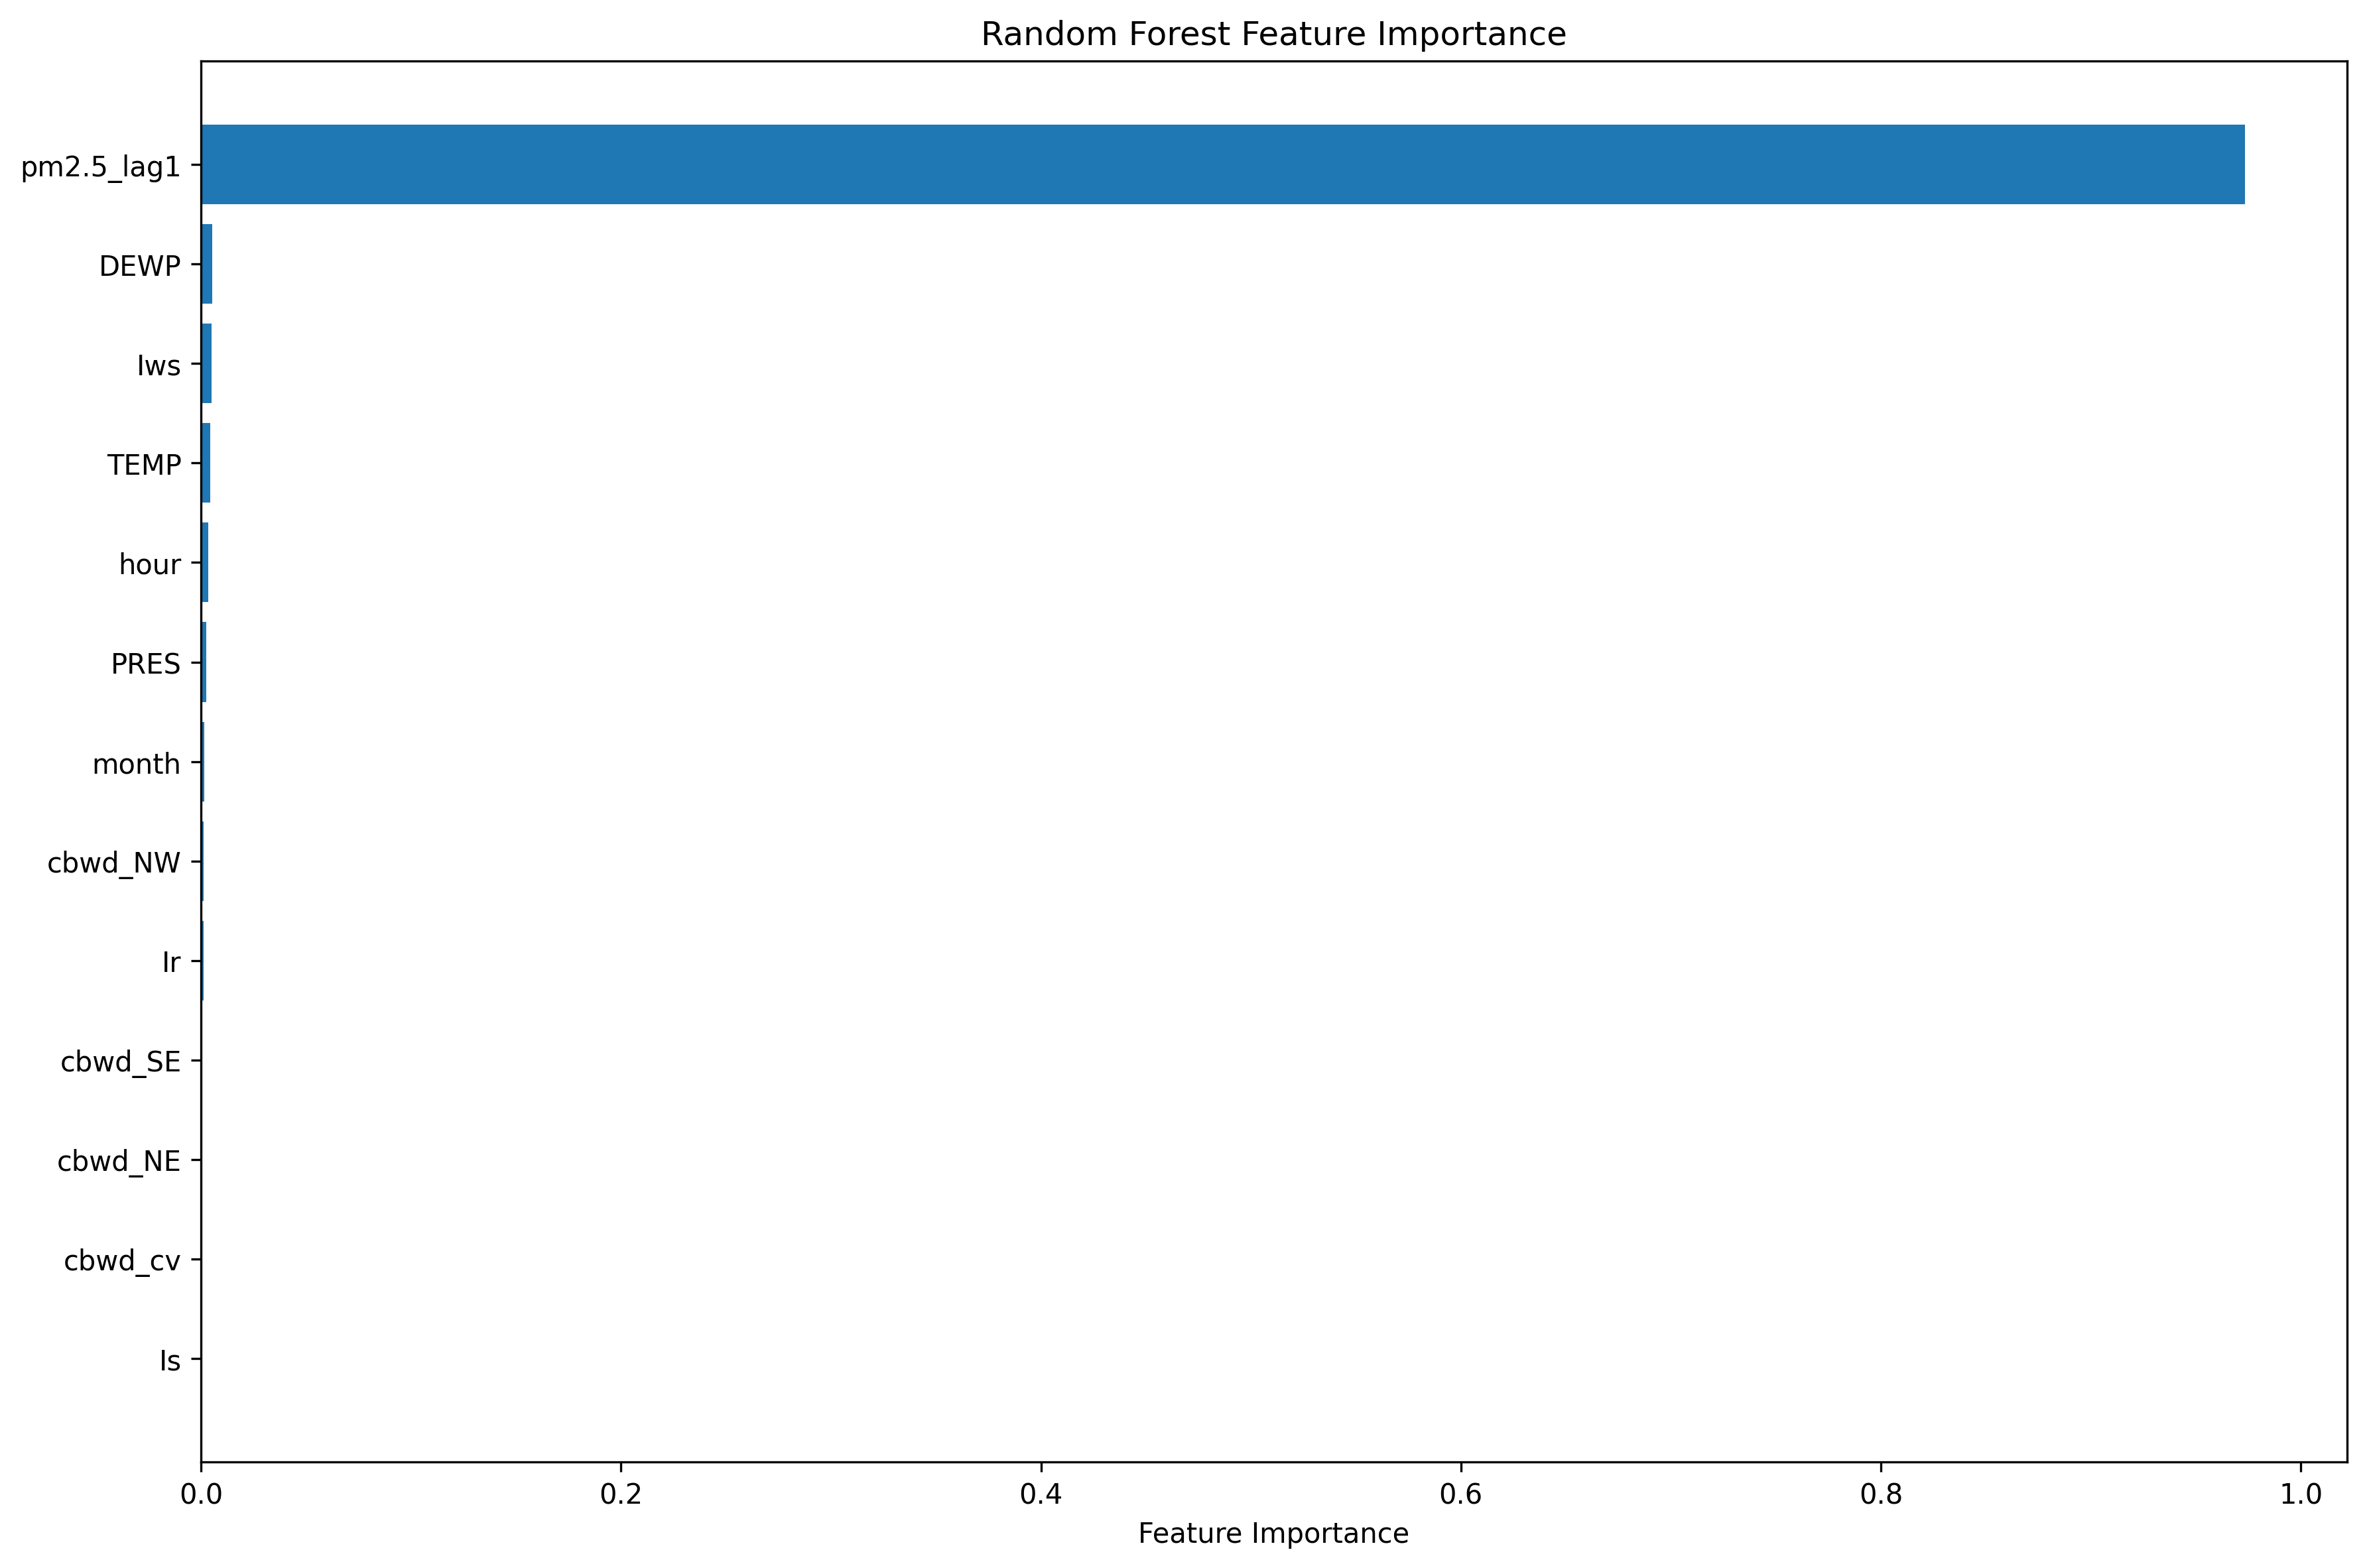 Random Forest Feature Importance
pm2.5_lag1
DEWP
Iws
TEMP
hour
PRES
month
cbwd_NW
Ir
cbwd_SE
cbwd_NE
cbwd_cv
Is
0.0 0.2 0.4 0.6 0.8 1.0
Feature Importance